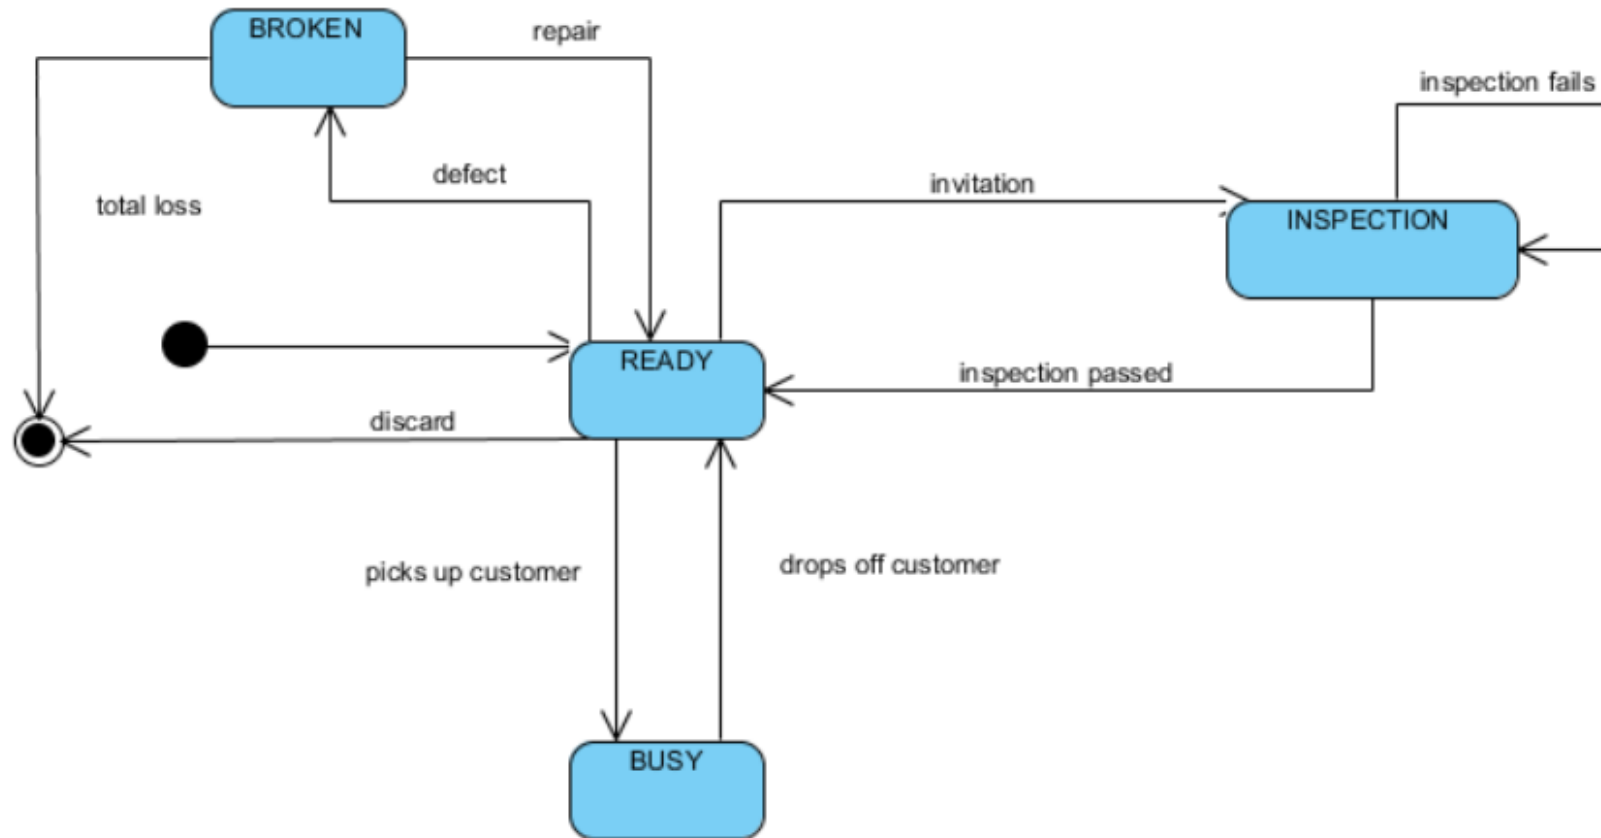 BROKEN
repair
inspection fails
defect
invitation
total loss
INSPECTION
READY
inspection passed
discard
picks up customer
drops off customer
BUSY